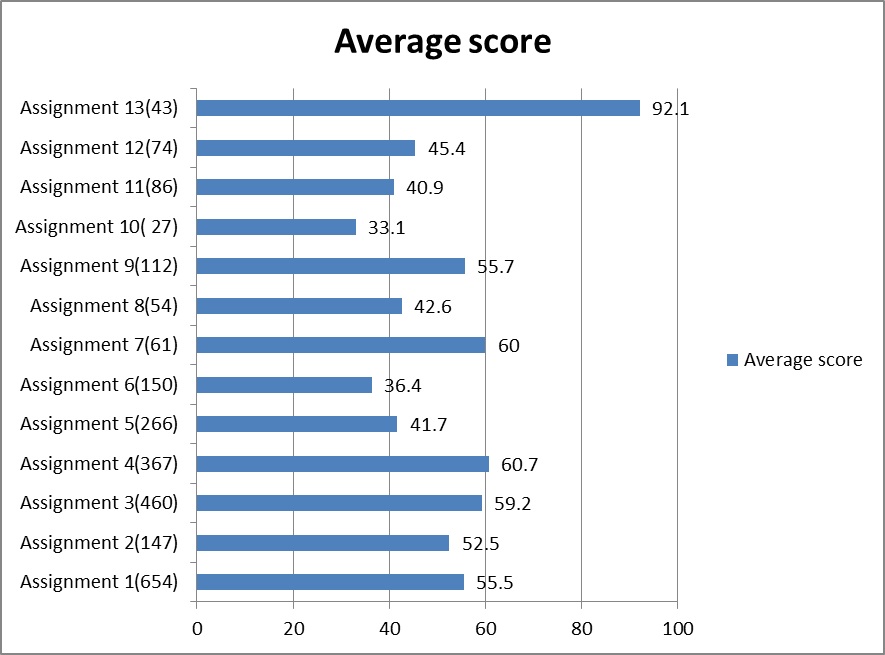 Average score
Assignment 13(43) 92.1
Assignment 12(74) 45.4
Assignment 11(86) 40.9
Assignment 10( 27) 33.1
Assignment 9(112) 55.7
Assignment 8(54) 42.6
Assignment 7(61) 60
Assignment 6(150) 36.4
Assignment 5(266) 41.7
Assignment 4(367) 60.7
Assignment 3(460) 59.2
Assignment 2(147) 52.5
Assignment 1(654) 55.5
0 20 40 60 80 100
Average score